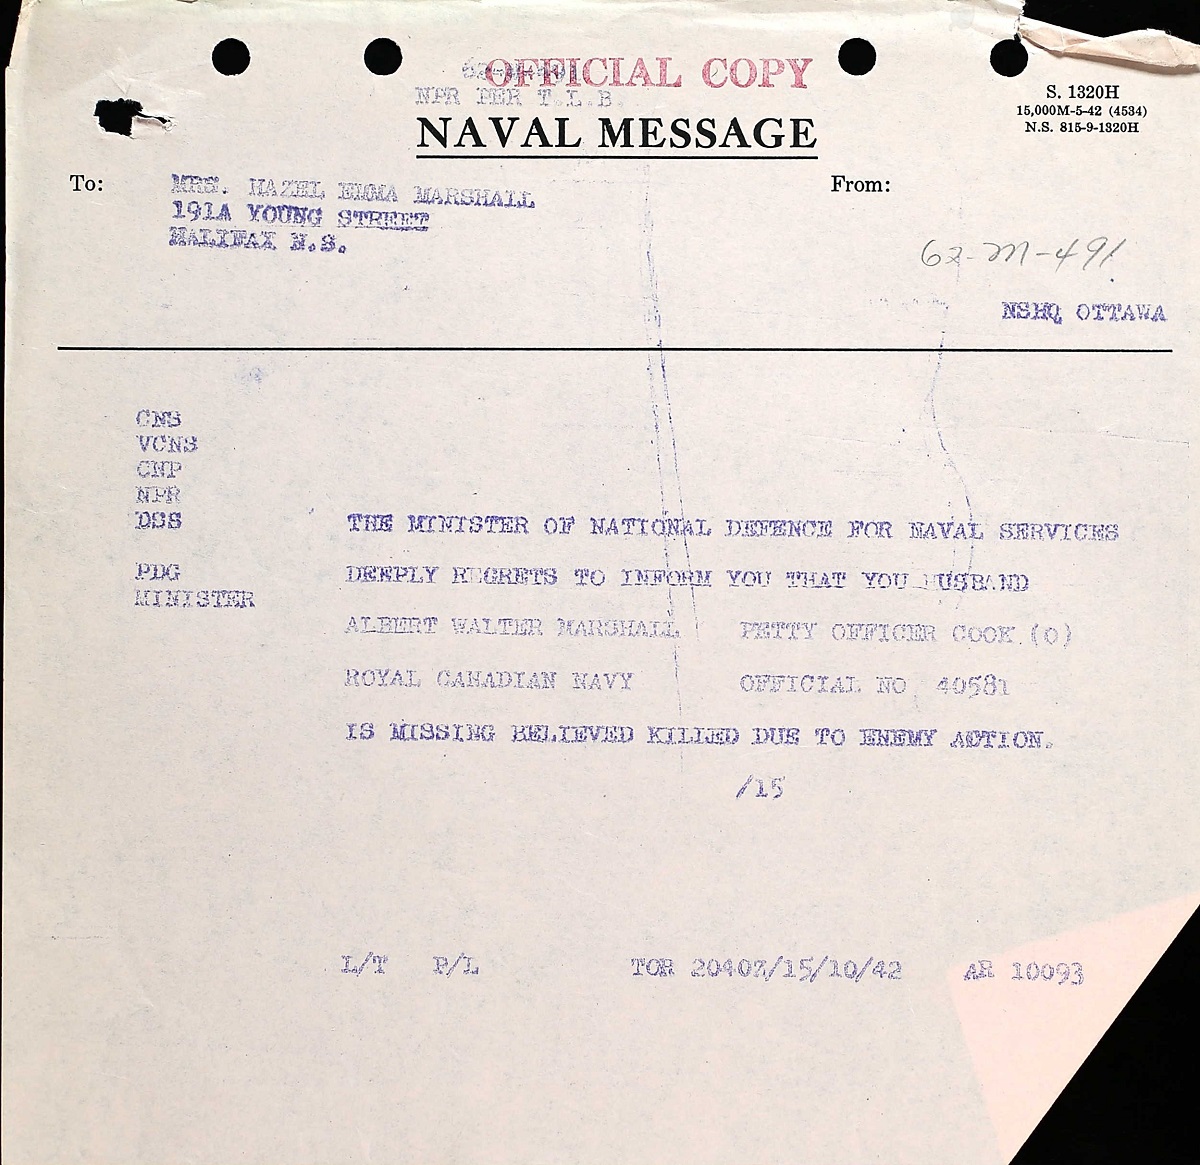 OFFICIAL COPY
NPR PER T.L.B.
NAVAL MESSAGE
S. 1320H
15,000M-5-42 (4534)
N.S. 815-9-1320H
To:
MRS. HAZEL EMMA MARSHALL
191A YOUNG STREET
HALIFAX N.S.
From:
62-M-491
NSHQ OTTAWA
CNS
VCNS
CNP
NPR
DSS
PDG
MINISTER
THE MINISTER OF NATIONAL DEFENCE FOR NAVAL SERVICES
DEEPLY REGRETS TO INFORM YOU THAT YOU HUSBAND
ALBERT WALTER MARSHALL PETTY OFFICER COOK (O)
ROYAL CANADIAN NAVY OFFICIAL NO 40581
IS MISSING BELIEVED KILLED DUE TO ENEMY ACTION.
/15
L/T P/L TOR 2040Z/15/10/42 AR 10093